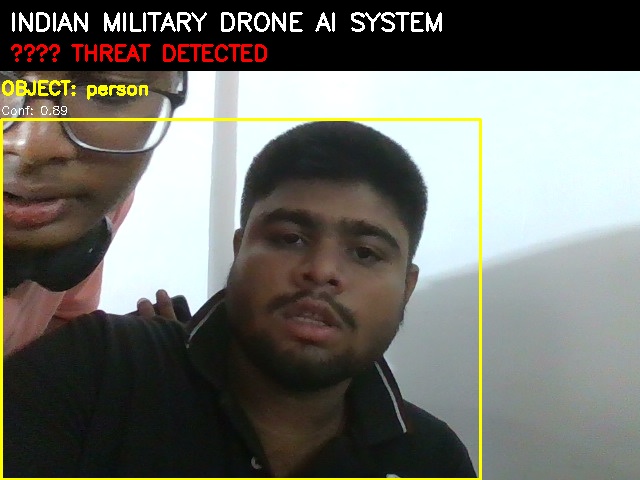 INDIAN MILITARY DRONE AI SYSTEM
???? THREAT DETECTED
OBJECT: person
Conf: 0.89